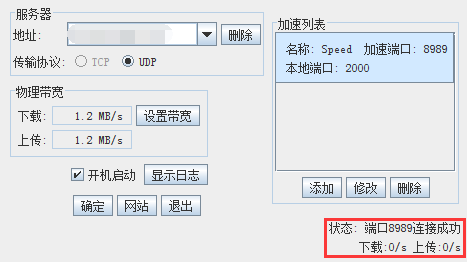 服务器
地址:
删除
传输协议: TCP UDP
物理带宽
下载: 1.2 MB/s 设置带宽
上传: 1.2 MB/s
开机启动 显示日志
确定 网站 退出
加速列表
名称: Speed 加速端口: 8989
本地端口: 2000
添加 修改 删除
状态: 端口8989连接成功
下载:0/s 上传:0/s